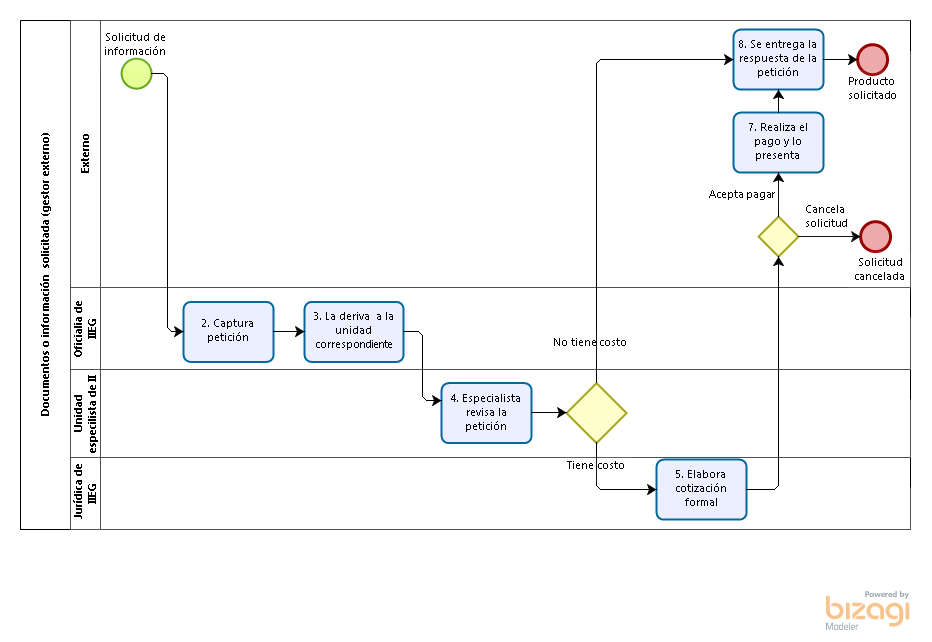 Documentos o información  solicitada (gestor externo)
Externo
Solicitud de
información
8. Se entrega la
respuesta de la
petición
Producto
solicitado
7. Realiza el
pago y lo
presenta
Acepta pagar
Cancela
solicitud
Solicitud
cancelada
Oficialia de
IIEG
2. Captura
petición
3. La deriva  a la
unidad
correspondiente
No tiene costo
Unidad
especilista de II
4. Especialista
revisa la
petición
Tiene costo
Jurídica de
IIEG
5. Elabora
cotización
formal
Powered by
bizagi
Modeler